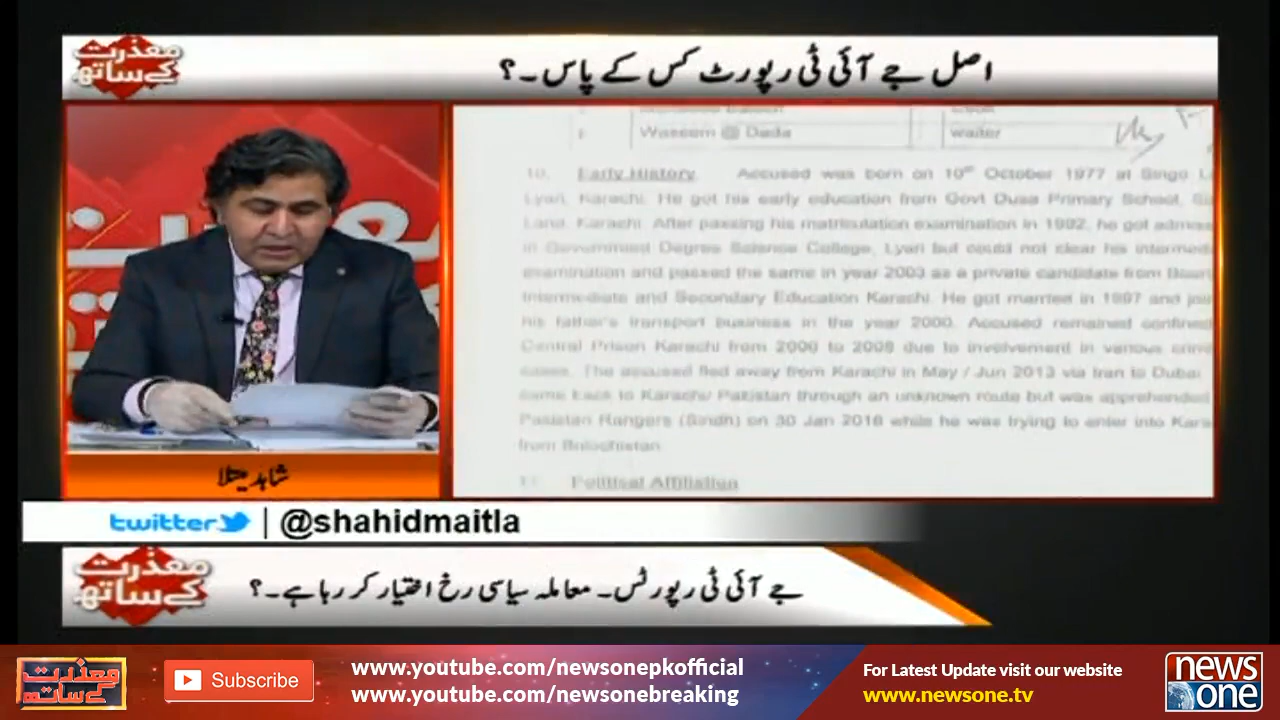 معذرت
کے ساتھ
اصل جے آئی ٹی رپورٹ کس کے پاس۔؟
Waseem @ Dada
waiter
10. Early History. Accused was born on 10th October 1977 at Singo
Lyari, Karachi. He got his early education from Govt Dusa Primary School,
Land, Karachi. After passing his matriculation examination in 1992, he got
in Government Degree Science College, Lyari but could not clear his
examination and passed the same in year 2003 as a private candidate from
Intermediate and Secondary Education Karachi. He got married in 1997 and
his father's transport business in the year 2000. Accused remained
Central Prison Karachi from 2006 to 2008 due to involvement in various
cases. The accused fled away from Karachi in May / Jun 2013 via Iran to Dubai
came back to Karachi/ Pakistan through an unknown route but was apprehended
Pakistan Rangers (Sindh) on 30 Jan 2016 while he was trying to enter into
from Balochistan
Political Affiliation
شاہد میتلا
twitter | @shahidmaitla
معذرت
کے ساتھ
جے آئی ٹی رپورٹس۔ معاملہ سیاسی رخ اختیار کر رہا ہے۔؟
معذرت
کے ساتھ
Subscribe
www.youtube.com/newsonepkofficial
www.youtube.com/newsonebreaking
For Latest Update visit our website
www.newsone.tv
news
one